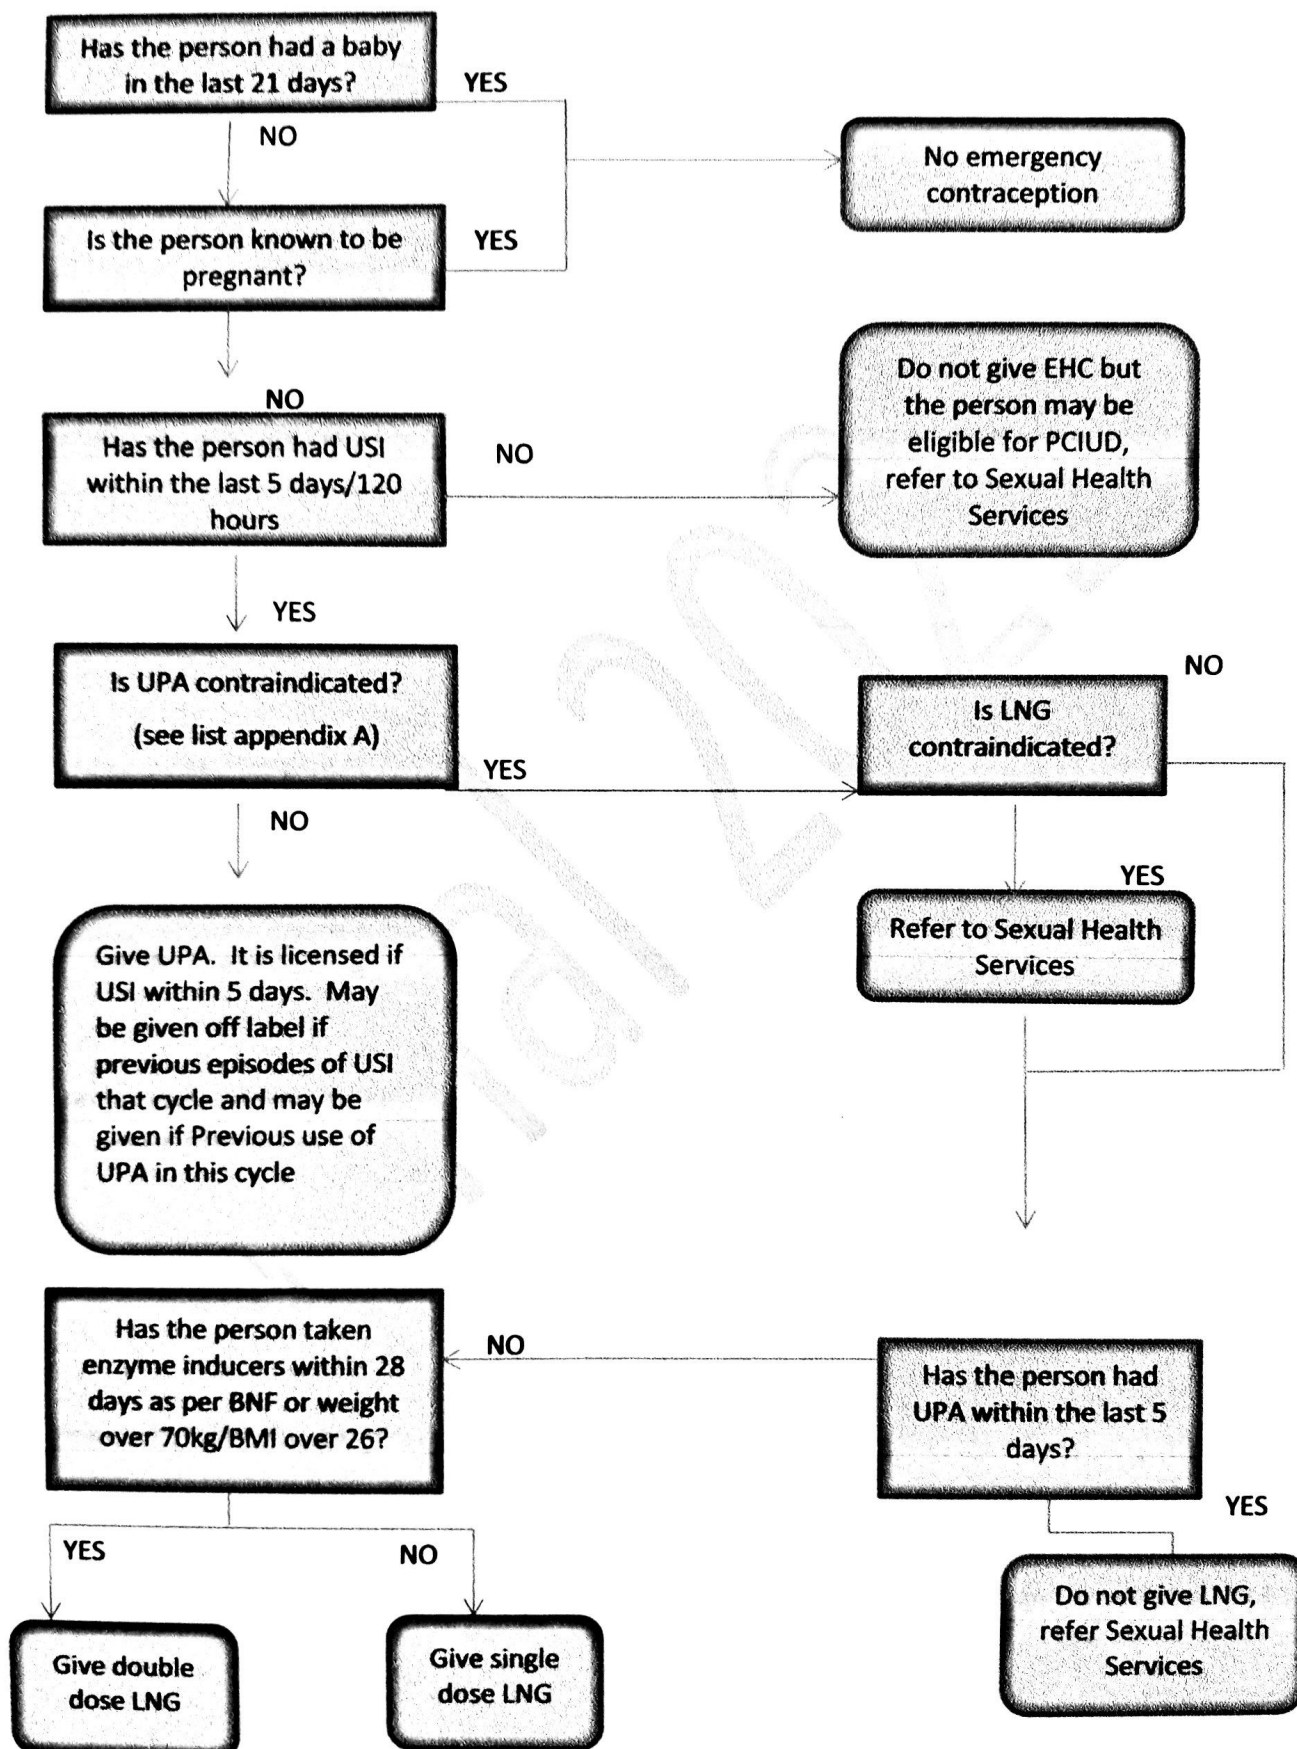 Has the person had a baby
in the last 21 days?
YES
NO
No emergency
contraception
Is the person known to be
pregnant?
YES
NO
Do not give EHC but
the person may be
eligible for PCIUD,
refer to Sexual Health
Services
Has the person had USI
within the last 5 days/120
hours
NO
YES
Is UPA contraindicated?
(see list appendix A)
YES
NO
Is LNG
contraindicated?
NO
YES
Refer to Sexual Health
Services
Give UPA. It is licensed if
USI within 5 days. May
be given off label if
previous episodes of USI
that cycle and may be
given if Previous use of
UPA in this cycle
Has the person taken
enzyme inducers within 28
days as per BNF or weight
over 70kg/BMI over 26?
NO
Has the person had
UPA within the last 5
days?
YES
YES
NO
Do not give LNG,
refer Sexual Health
Services
Give double
dose LNG
Give single
dose LNG